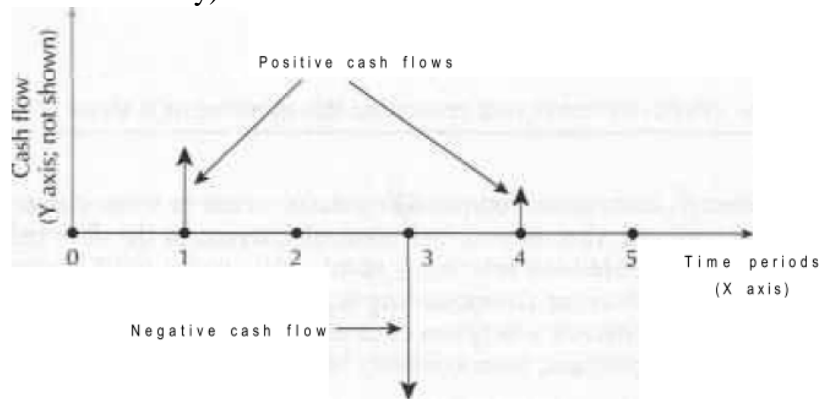 y)
Positive cash flows
Cash flow
(Y axis; not shown)
0 1 2 3 4 5
Time periods
(X axis)
Negative cash flow